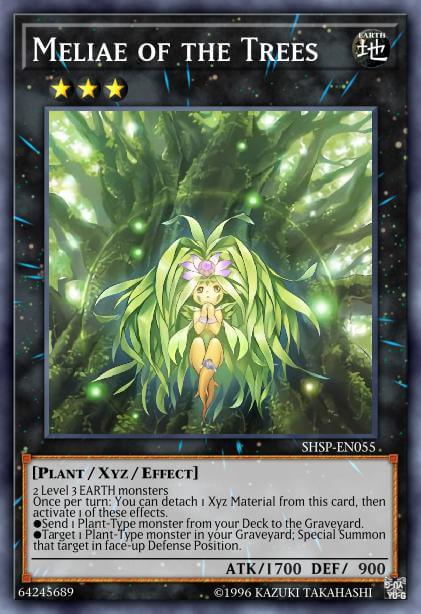 MELIAE OF THE TREES
EARTH
地
SHSP-EN055
[PLANT / XYZ / EFFECT]
2 Level 3 EARTH monsters
Once per turn: You can detach 1 Xyz Material from this card, then
activate 1 of these effects.
●Send 1 Plant-Type monster from your Deck to the Graveyard.
●Target 1 Plant-Type monster in your Graveyard; Special Summon
that target in face-up Defense Position.
ATK/1700 DEF/ 900
64245689
©1996 KAZUKI TAKAHASHI